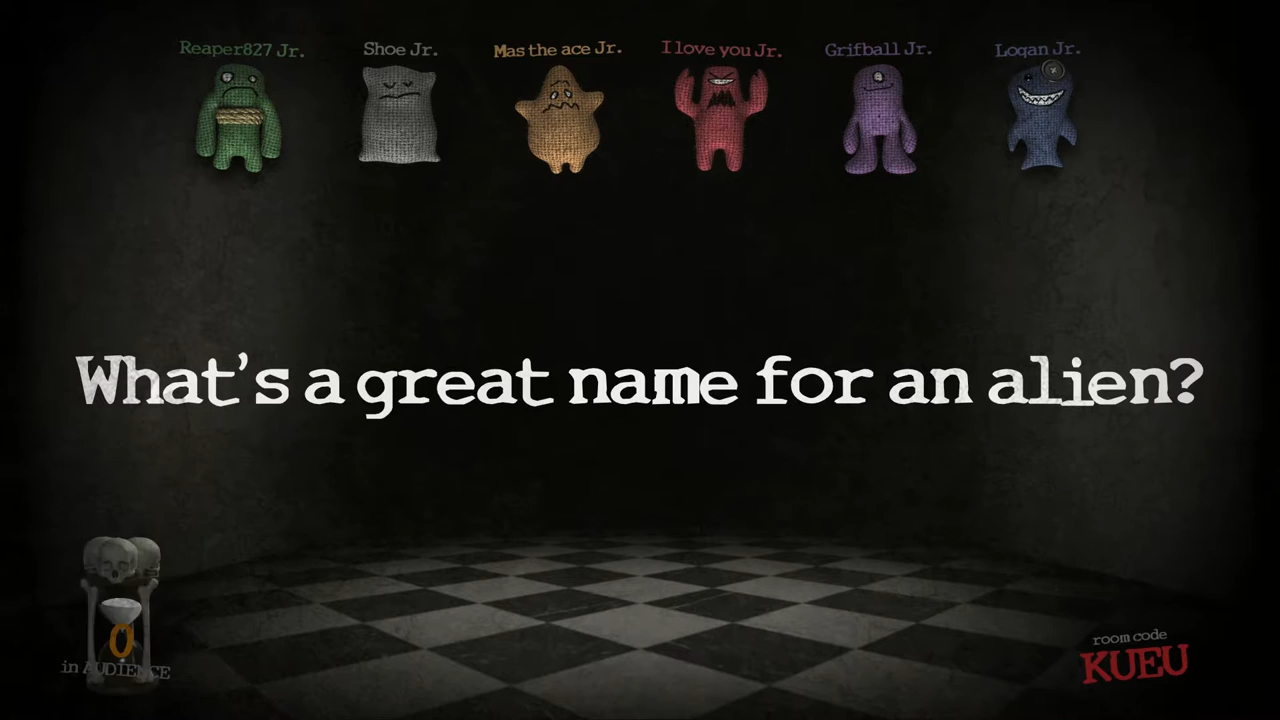 Reaper827 Jr.
Shoe Jr.
Mas the ace Jr.
I love you Jr.
Grifball Jr.
Loqan Jr.
What's a great name for an alien?
0
in AUDIENCE
room code
KUEU